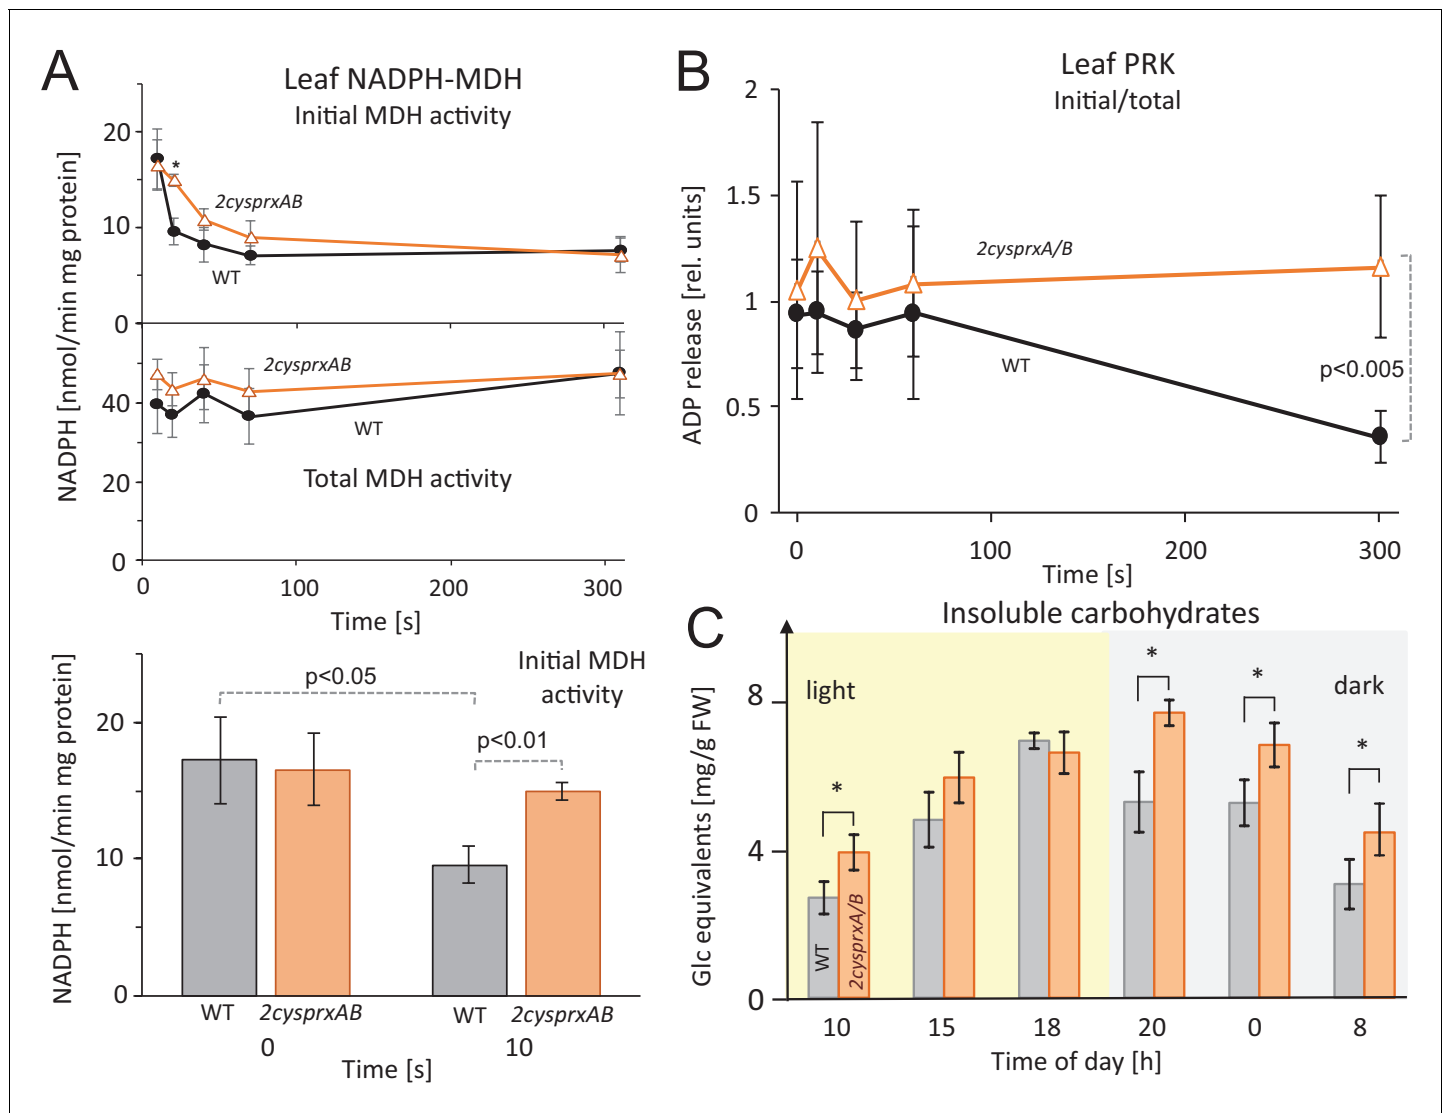 A
Leaf NADPH-MDH
Initial MDH activity
NADPH [nmol/min mg protein]
20
10
0
*
2cysprxAB
WT
2cysprxAB
WT
Total MDH activity
40
20
0
0 100 200 300
Time [s]
Initial MDH
activity
NADPH [nmol/min mg protein]
20
10
0
p<0.05
p<0.01
WT 2cysprxAB WT 2cysprxAB
0 10
Time [s]
B
Leaf PRK
Initial/total
ADP release [rel. units]
2
1.5
1
0.5
0
2cysprxA/B
WT
p<0.005
0 100 200 300
Time [s]
C
Insoluble carbohydrates
Glc equivalents [mg/g FW]
light
dark
8
4
0
* * * *
WT
2cysprxA/B
10 15 18 20 0 8
Time of day [h]